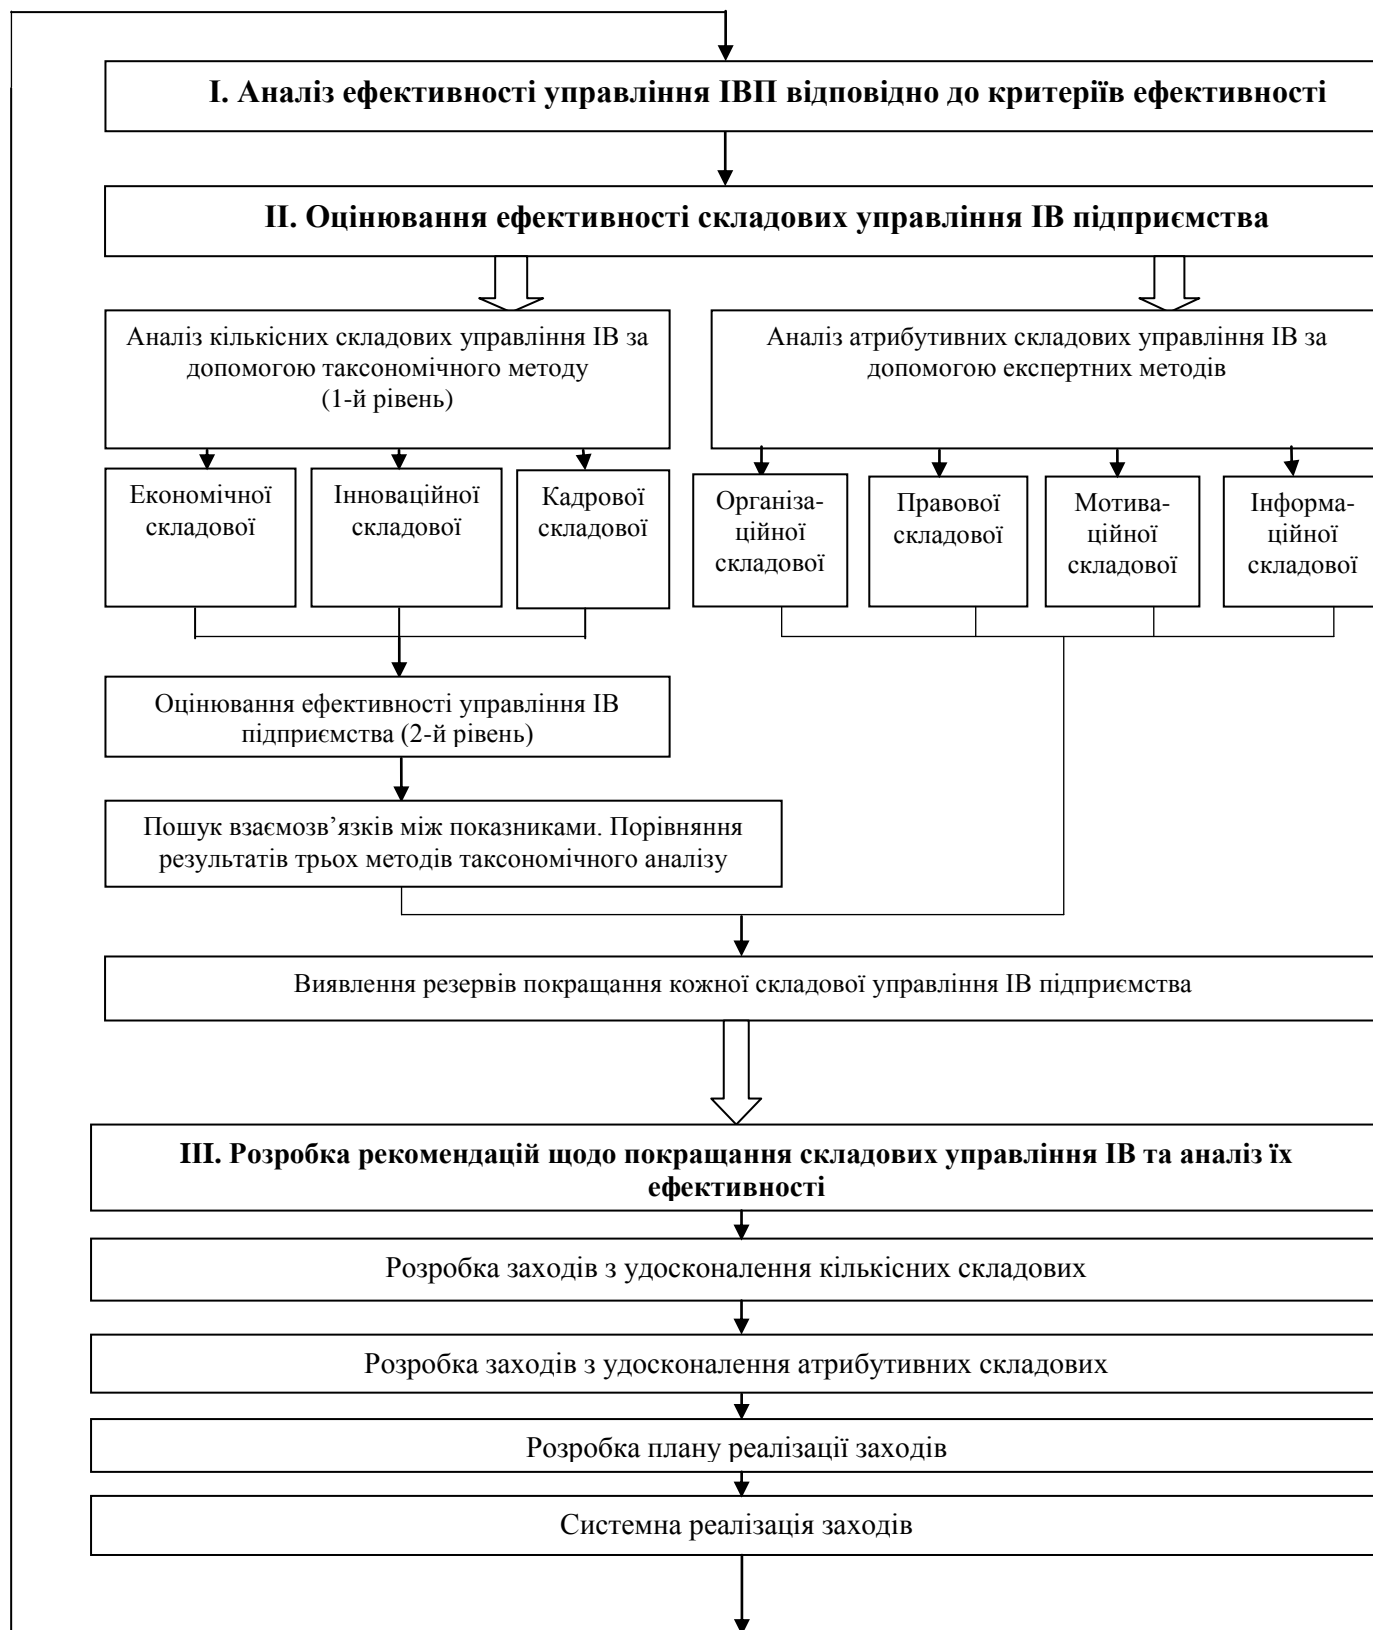 І. Аналіз ефективності управління ІВП відповідно до критеріїв ефективності
ІІ. Оцінювання ефективності складових управління ІВ підприємства
Аналіз кількісних складових управління ІВ за
допомогою таксономічного методу
(1-й рівень)
Аналіз атрибутивних складових управління ІВ за
допомогою експертних методів
Економічної
складової
Інноваційної
складової
Кадрової
складової
Організа-
ційної
складової
Правової
складової
Мотива-
ційної
складової
Інформа-
ційної
складової
Оцінювання ефективності управління ІВ
підприємства (2-й рівень)
Пошук взаємозв’язків між показниками. Порівняння
результатів трьох методів таксономічного аналізу
Виявлення резервів покращання кожної складової управління ІВ підприємства
ІІІ. Розробка рекомендацій щодо покращання складових управління ІВ та аналіз їх
ефективності
Розробка заходів з удосконалення кількісних складових
Розробка заходів з удосконалення атрибутивних складових
Розробка плану реалізації заходів
Системна реалізація заходів